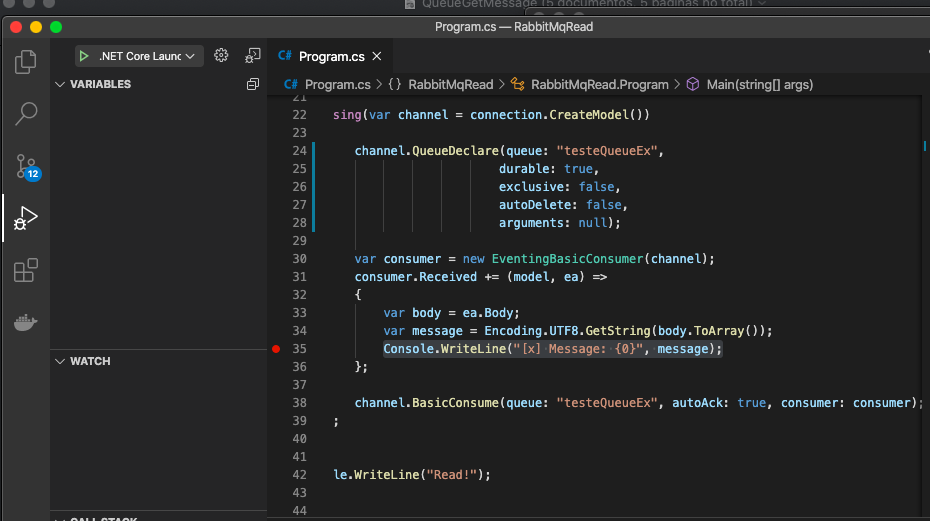 QueueGetMessage (5 documentos, 5 páginas no total)
Program.cs — RabbitMqRead
.NET Core Launc
C# Program.cs
VARIABLES
C# Program.cs > {} RabbitMqRead > RabbitMqRead.Program > Main(string[] args)
21
22 sing(var channel = connection.CreateModel())
23
24 channel.QueueDeclare(queue: "testeQueueEx",
25 durable: true,
26 exclusive: false,
27 autoDelete: false,
28 arguments: null);
29
30 var consumer = new EventingBasicConsumer(channel);
31 consumer.Received += (model, ea) =>
32 {
33 var body = ea.Body;
34 var message = Encoding.UTF8.GetString(body.ToArray());
35 Console.WriteLine("[x] Message: {0}", message);
36 };
37
38 channel.BasicConsume(queue: "testeQueueEx", autoAck: true, consumer: consumer);
39 ;
40
41
42 le.WriteLine("Read!");
43
44
12
WATCH
CALL STACK